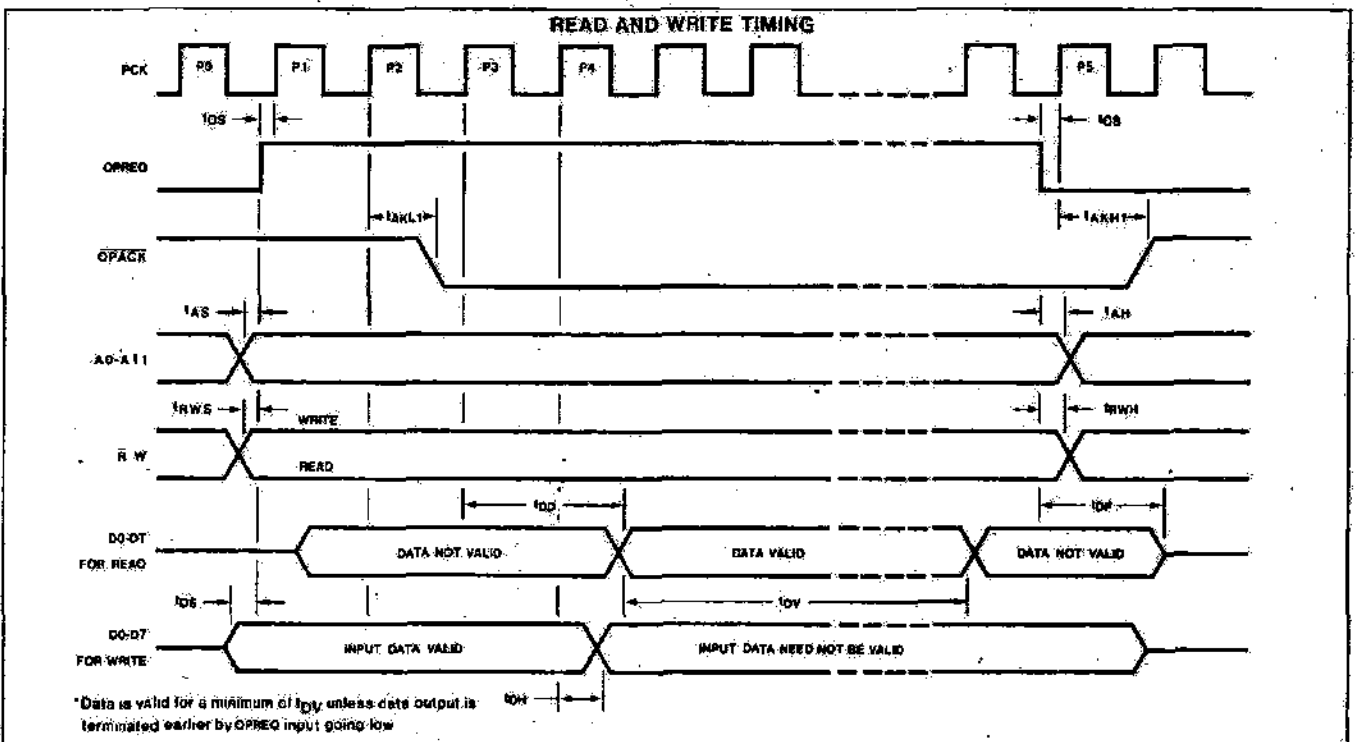 READ AND WRITE TIMING
PCK P0 P1 P2 P3 P4 P5
tOS tOS
OPREQ
tAKL1 tAKH1
OPACK
tAS tAH
A0-A11
tRWS tRWH
WRITE
R W
READ
tDD tDF
D0-D7
FOR READ
DATA NOT VALID DATA VALID DATA NOT VALID
tDS tDV
D0-D7
FOR WRITE
INPUT DATA VALID INPUT DATA NEED NOT BE VALID
tDH
*Data is valid for a minimum of tDV unless data output is
terminated earlier by OPREQ input going low